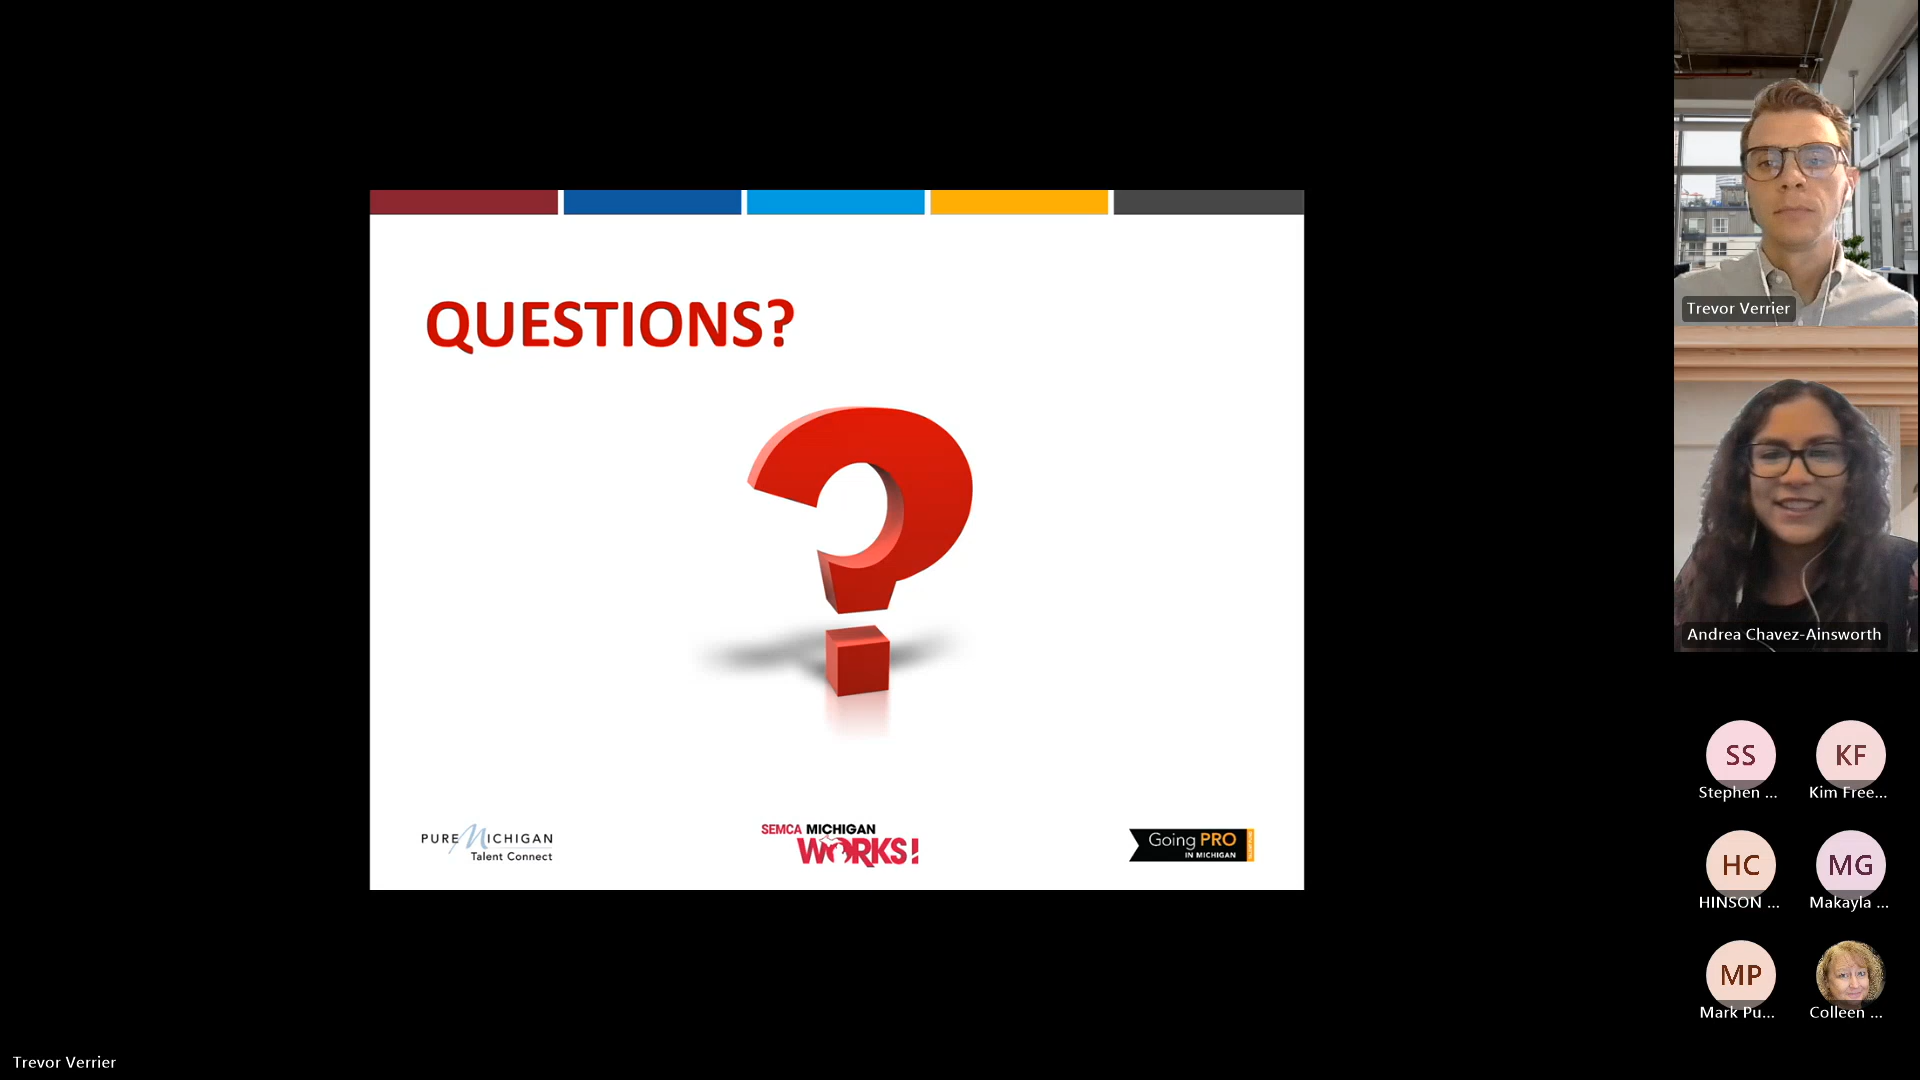 QUESTIONS?
PURE MICHIGAN
Talent Connect
SEMCA MICHIGAN
WORKS!
Going PRO
IN MICHIGAN
Trevor Verrier
Andrea Chavez-Ainsworth
SS
KF
Stephen ...
Kim Free...
HC
MG
HINSON ...
Makayla ...
MP
Mark Pu...
Colleen ...
Trevor Verrier